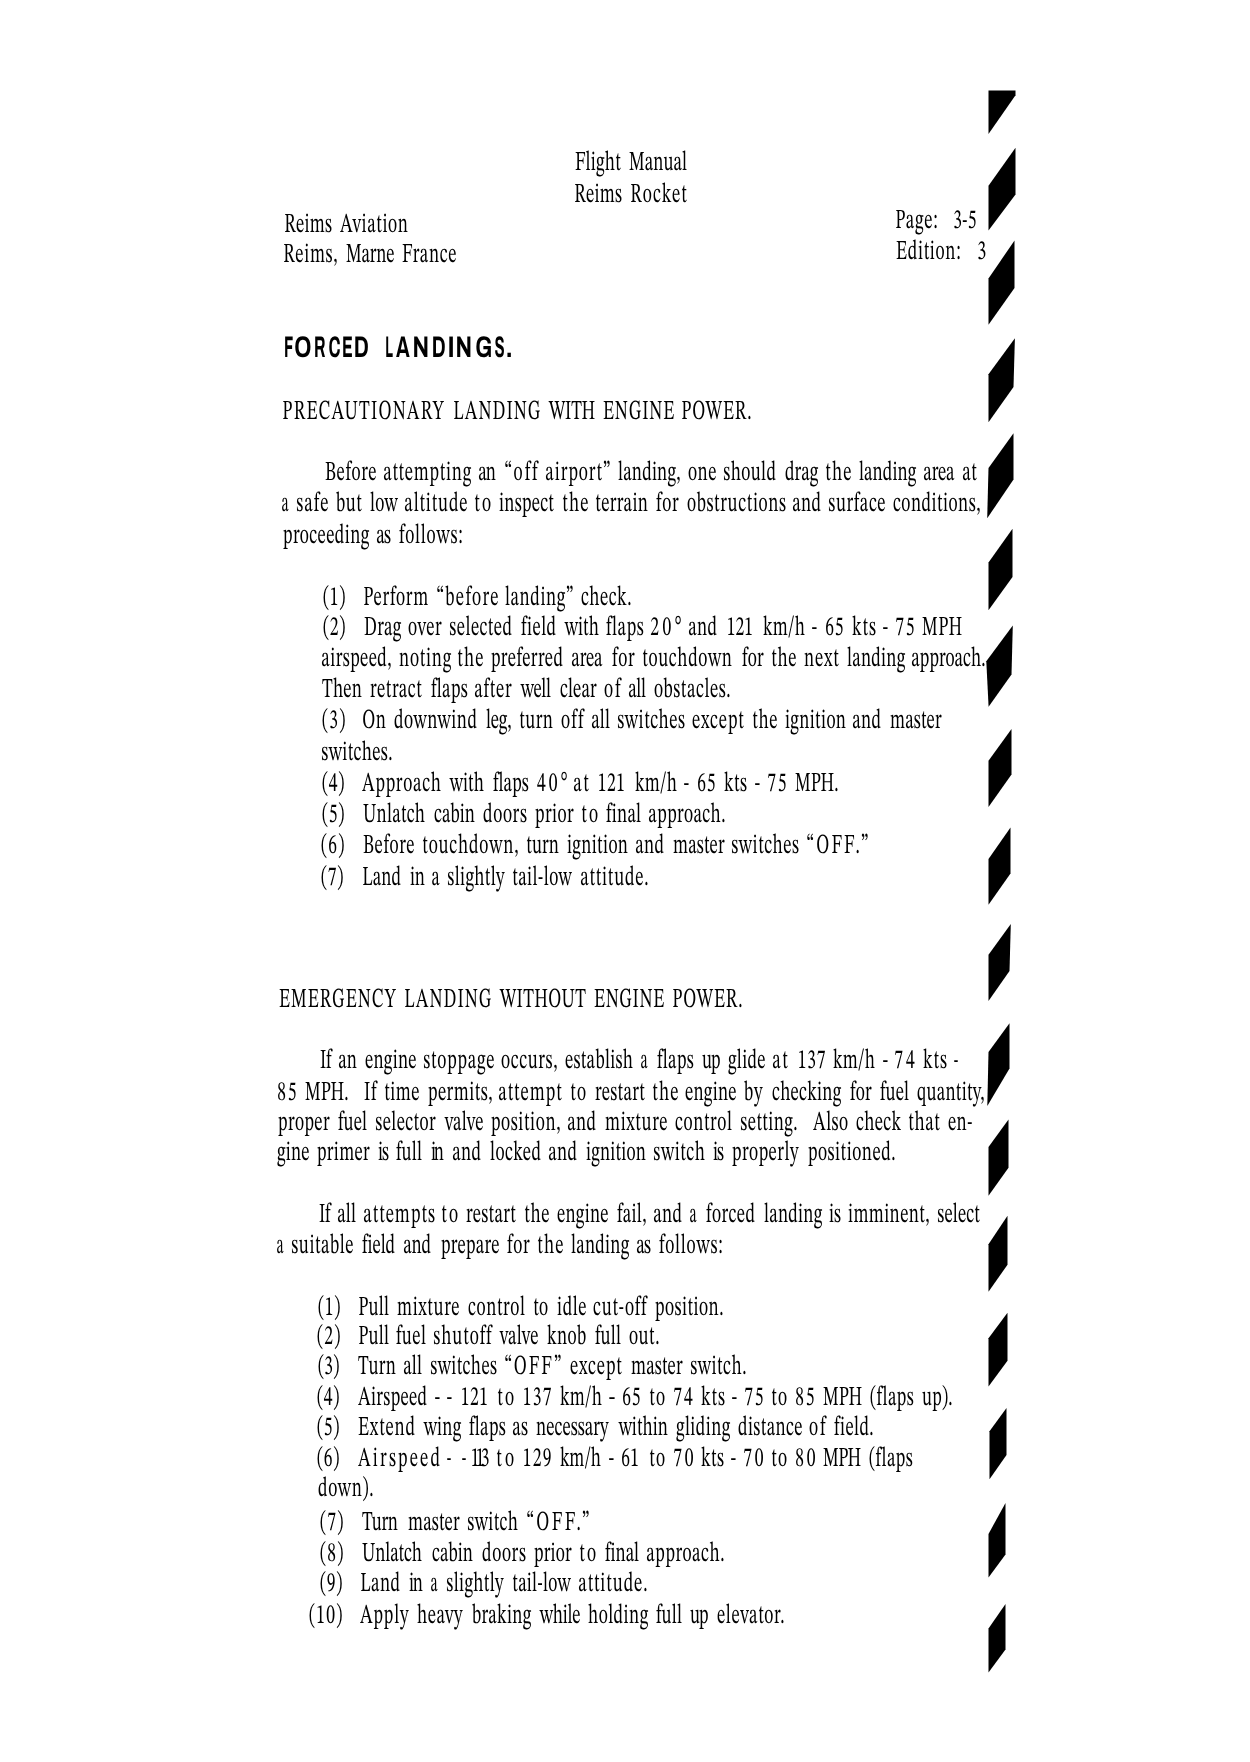 Flight Manual
Reims Rocket
Reims Aviation
Reims, Marne France
Page: 3-5
Edition: 3
FORCED LANDINGS.
PRECAUTIONARY LANDING WITH ENGINE POWER.
Before attempting an “off airport” landing, one should drag the landing area at
a safe but low altitude to inspect the terrain for obstructions and surface conditions,
proceeding as follows:
(1) Perform “before landing” check.
(2) Drag over selected field with flaps 20° and 121 km/h - 65 kts - 75 MPH
airspeed, noting the preferred area for touchdown for the next landing approach.
Then retract flaps after well clear of all obstacles.
(3) On downwind leg, turn off all switches except the ignition and master
switches.
(4) Approach with flaps 40° at 121 km/h - 65 kts - 75 MPH.
(5) Unlatch cabin doors prior to final approach.
(6) Before touchdown, turn ignition and master switches “OFF.”
(7) Land in a slightly tail-low attitude.
EMERGENCY LANDING WITHOUT ENGINE POWER.
If an engine stoppage occurs, establish a flaps up glide at 137 km/h - 74 kts -
85 MPH. If time permits, attempt to restart the engine by checking for fuel quantity,
proper fuel selector valve position, and mixture control setting. Also check that en-
gine primer is full in and locked and ignition switch is properly positioned.
If all attempts to restart the engine fail, and a forced landing is imminent, select
a suitable field and prepare for the landing as follows:
(1) Pull mixture control to idle cut-off position.
(2) Pull fuel shutoff valve knob full out.
(3) Turn all switches “OFF” except master switch.
(4) Airspeed - - 121 to 137 km/h - 65 to 74 kts - 75 to 85 MPH (flaps up).
(5) Extend wing flaps as necessary within gliding distance of field.
(6) Airspeed - - 113 to 129 km/h - 61 to 70 kts - 70 to 80 MPH (flaps
down).
(7) Turn master switch “OFF.”
(8) Unlatch cabin doors prior to final approach.
(9) Land in a slightly tail-low attitude.
(10) Apply heavy braking while holding full up elevator.